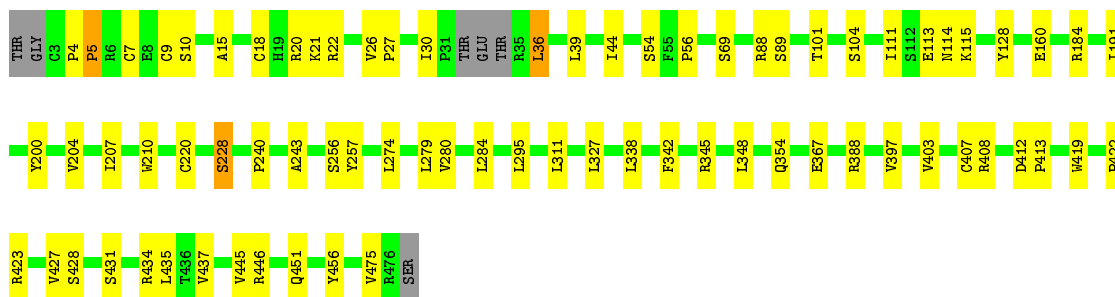 THR GLY C3 P4 P5 R6 C7 E8 C9 S10 A15 C18 H19 R20 K21 R22 V26 P27 I30 P31 THR GLU THR R35 L36 L39 I44 S54 F55 P56 S69 R88 S89 T101 S104 I111 S112 E113 N114 K115 Y128 E160 R184
Y200 V204 I207 W210 C220 S228 P240 A243 S256 Y257 L274 L279 V280 L284 L295 L311 L327 L338 F342 R345 L348 Q354 E367 R388 V397 V403 C407 R408 D412 P413 W419
R423 V427 S428 S431 R434 L435 T436 V437 V445 R446 Q451 Y456 V475 R476 SER